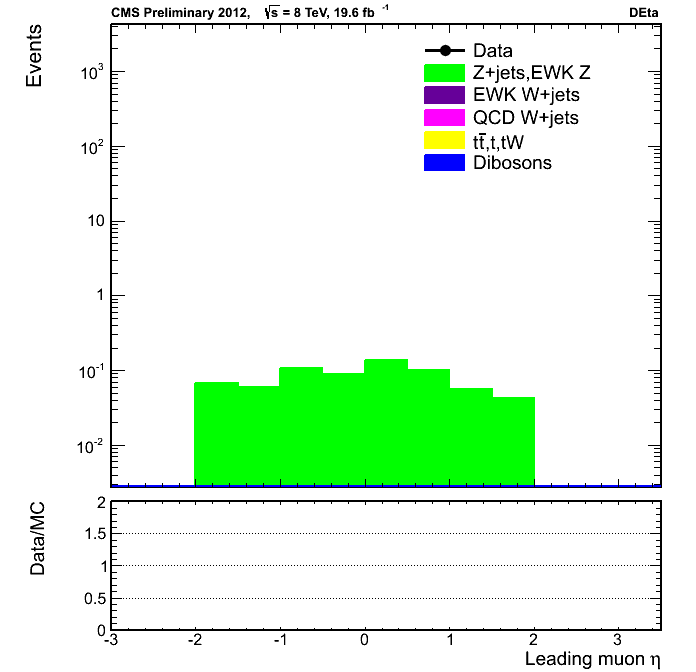 CMS Preliminary 2012, √s = 8 TeV, 19.6 fb⁻¹ DEta
Events
Data
Z+jets,EWK Z
EWK W+jets
QCD W+jets
tt̅,t,tW
Dibosons
10³
10²
10
1
10⁻¹
10⁻²
Data/MC
2
1.5
1
0.5
0
-3 -2 -1 0 1 2 3
Leading muon η